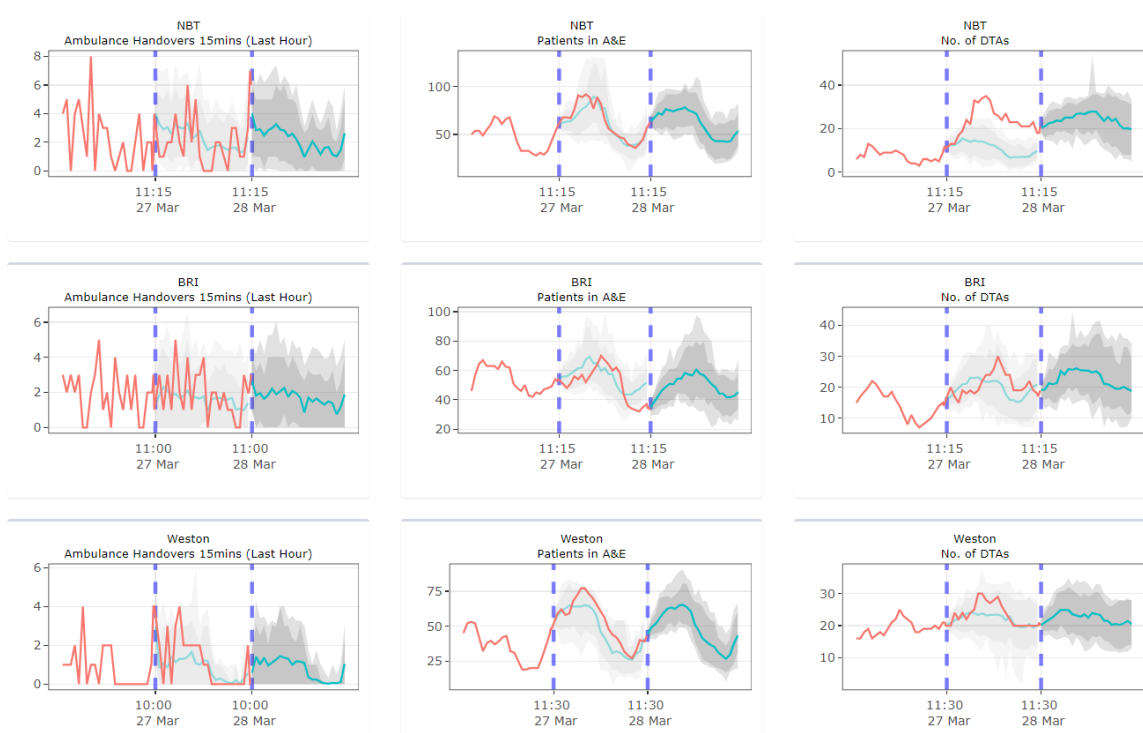 NBT
Ambulance Handovers 15mins (Last Hour)
8
6
4
2
0
11:15
27 Mar
11:15
28 Mar
NBT
Patients in A&E
100
50
11:15
27 Mar
11:15
28 Mar
NBT
No. of DTAs
40
20
0
11:15
27 Mar
11:15
28 Mar
BRI
Ambulance Handovers 15mins (Last Hour)
6
4
2
0
11:00
27 Mar
11:00
28 Mar
BRI
Patients in A&E
100
80
60
40
20
11:15
27 Mar
11:15
28 Mar
BRI
No. of DTAs
40
30
20
10
11:15
27 Mar
11:15
28 Mar
Weston
Ambulance Handovers 15mins (Last Hour)
6
4
2
0
10:00
27 Mar
10:00
28 Mar
Weston
Patients in A&E
75
50
25
11:30
27 Mar
11:30
28 Mar
Weston
No. of DTAs
30
20
10
11:30
27 Mar
11:30
28 Mar